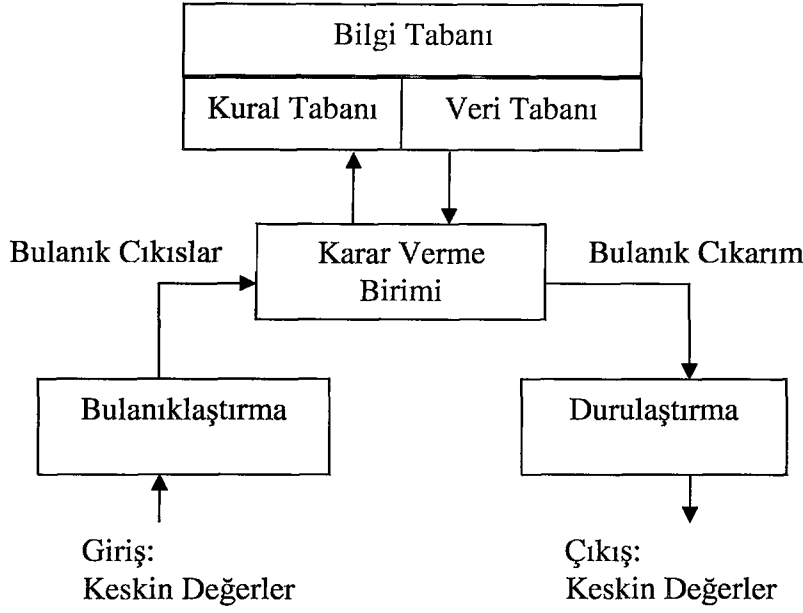 Bilgi Tabanı
Kural Tabanı
Veri Tabanı
Bulanık Cıkıslar
Karar Verme
Birimi
Bulanık Cıkarım
Bulanıklaştırma
Durulaştırma
Giriş:
Keskin Değerler
Çıkış:
Keskin Değerler